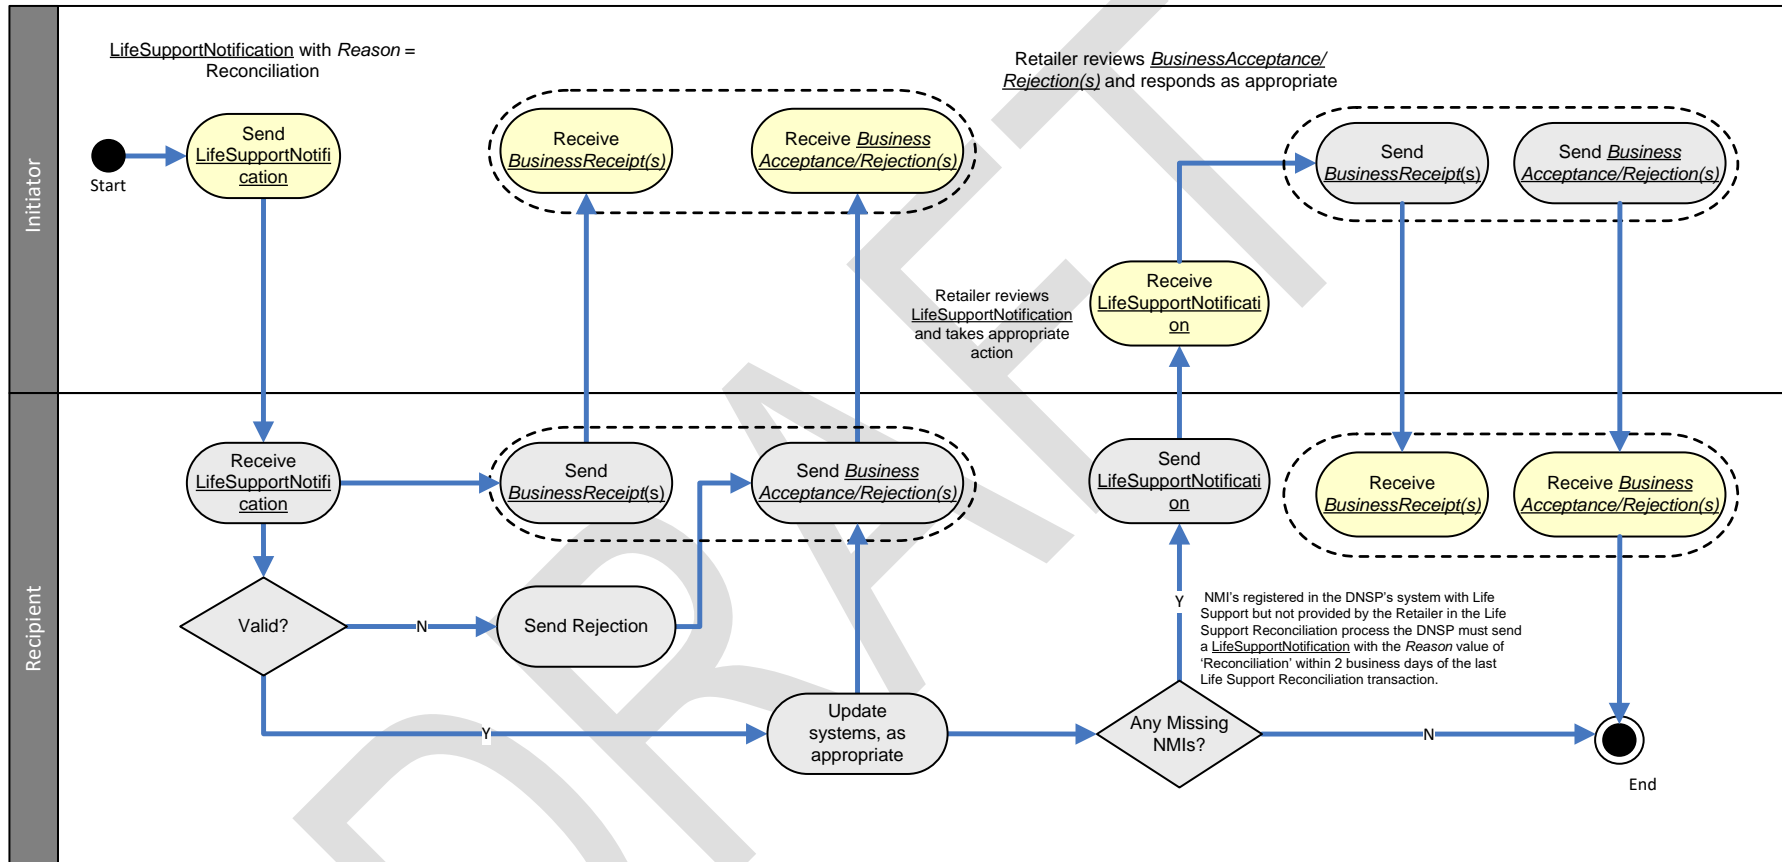 Initiator
LifeSupportNotification with Reason =
Reconciliation
Start
Send
LifeSupportNotifi
cation
Receive
BusinessReceipt(s)
Receive Business
Acceptance/Rejection(s)
Retailer reviews BusinessAcceptance/
Rejection(s) and responds as appropriate
Send
BusinessReceipt(s)
Send Business
Acceptance/Rejection(s)
Retailer reviews
LifeSupportNotification
and takes appropriate
action
Receive
LifeSupportNotificati
on
Recipient
Receive
LifeSupportNotifi
cation
Send
BusinessReceipt(s)
Send Business
Acceptance/Rejection(s)
Send
LifeSupportNotificati
on
Receive
BusinessReceipt(s)
Receive Business
Acceptance/Rejection(s)
Valid?
N
Send Rejection
Y
NMI's registered in the DNSP's system with Life
Support but not provided by the Retailer in the Life
Support Reconciliation process the DNSP must send
a LifeSupportNotification with the Reason value of
‘Reconciliation’ within 2 business days of the last
Life Support Reconciliation transaction.
Y
Update
systems, as
appropriate
Any Missing
NMIs?
N
End
DRAFT